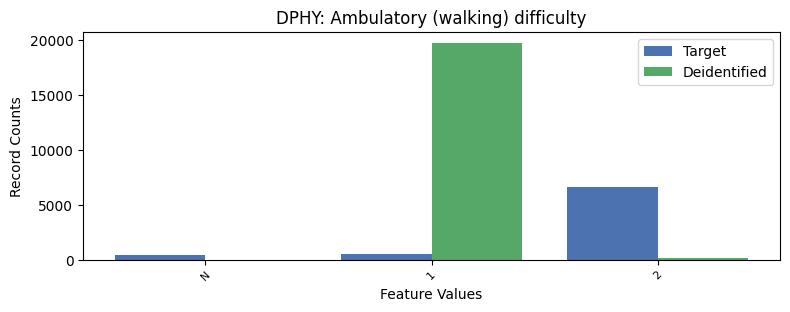 DPHY: Ambulatory (walking) difficulty
Target
Deidentified
Record Counts
20000
15000
10000
5000
0
N
1
2
Feature Values